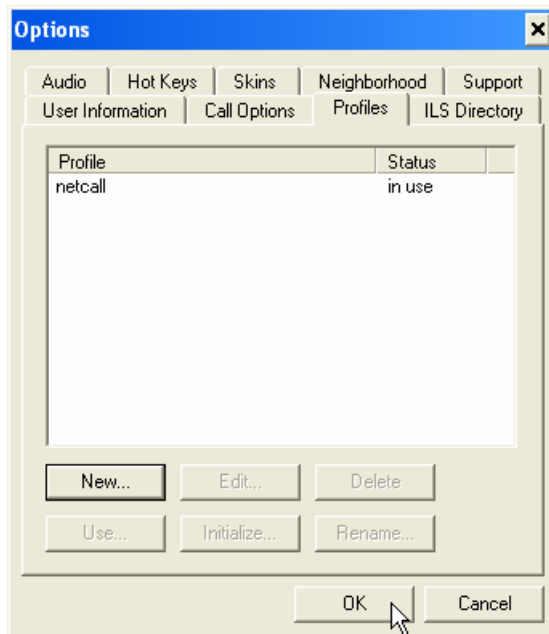 Options
Audio Hot Keys Skins Neighborhood Support
User Information Call Options Profiles ILS Directory
Profile Status
netcall in use
New... Edit... Delete
Use... Initialize... Rename...
OK Cancel